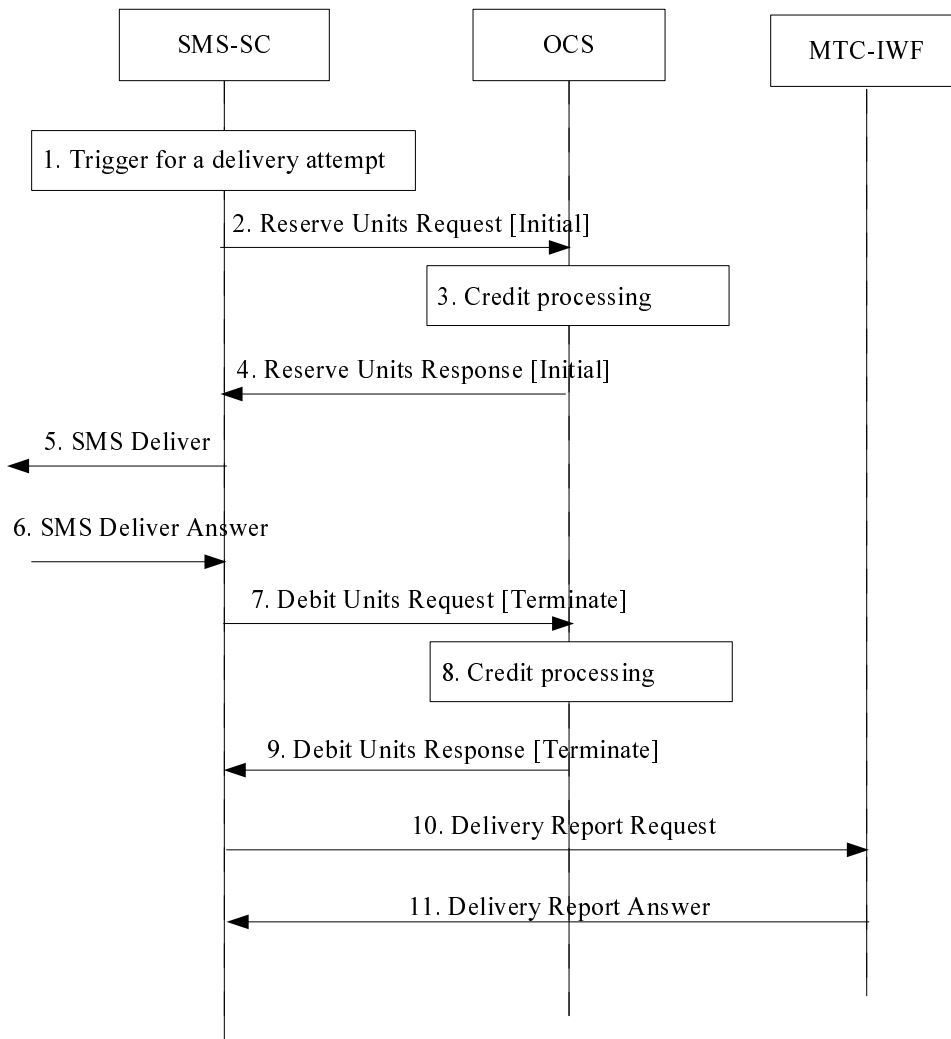 SMS-SC
OCS
MTC-IWF
1. Trigger for a delivery attempt
2. Reserve Units Request [Initial]
3. Credit processing
4. Reserve Units Response [Initial]
5. SMS Deliver
6. SMS Deliver Answer
7. Debit Units Request [Terminate]
8. Credit processing
9. Debit Units Response [Terminate]
10. Delivery Report Request
11. Delivery Report Answer